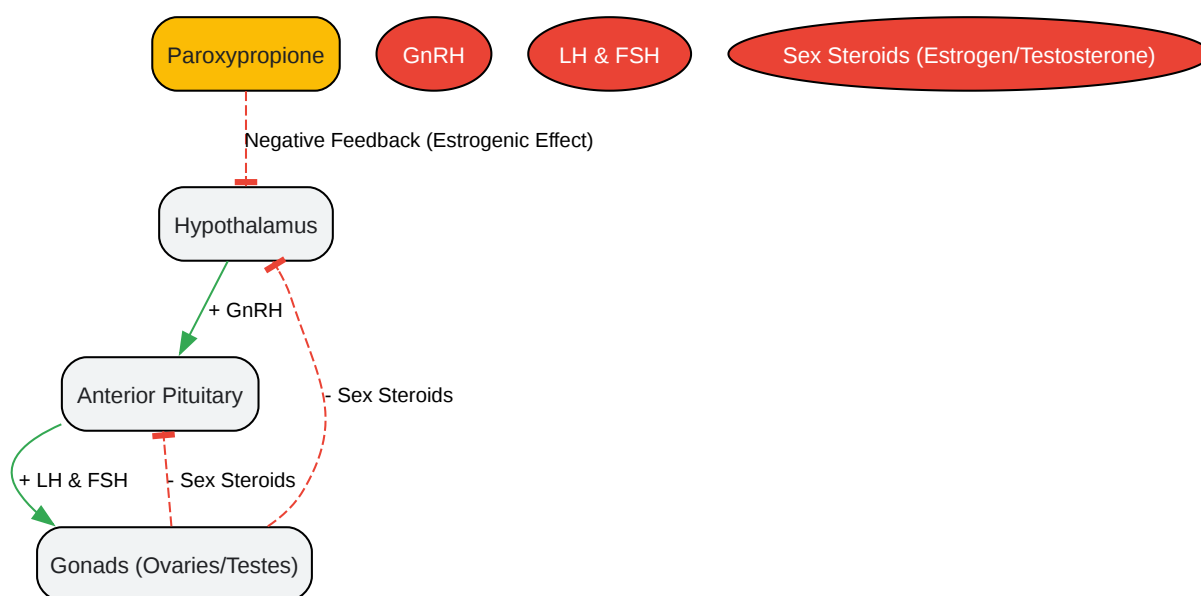 Paroxypropione
GnRH
LH & FSH
Sex Steroids (Estrogen/Testosterone)
Negative Feedback (Estrogenic Effect)
Hypothalamus
+ GnRH
Anterior Pituitary
- Sex Steroids
+ LH & FSH
- Sex Steroids
Gonads (Ovaries/Testes)